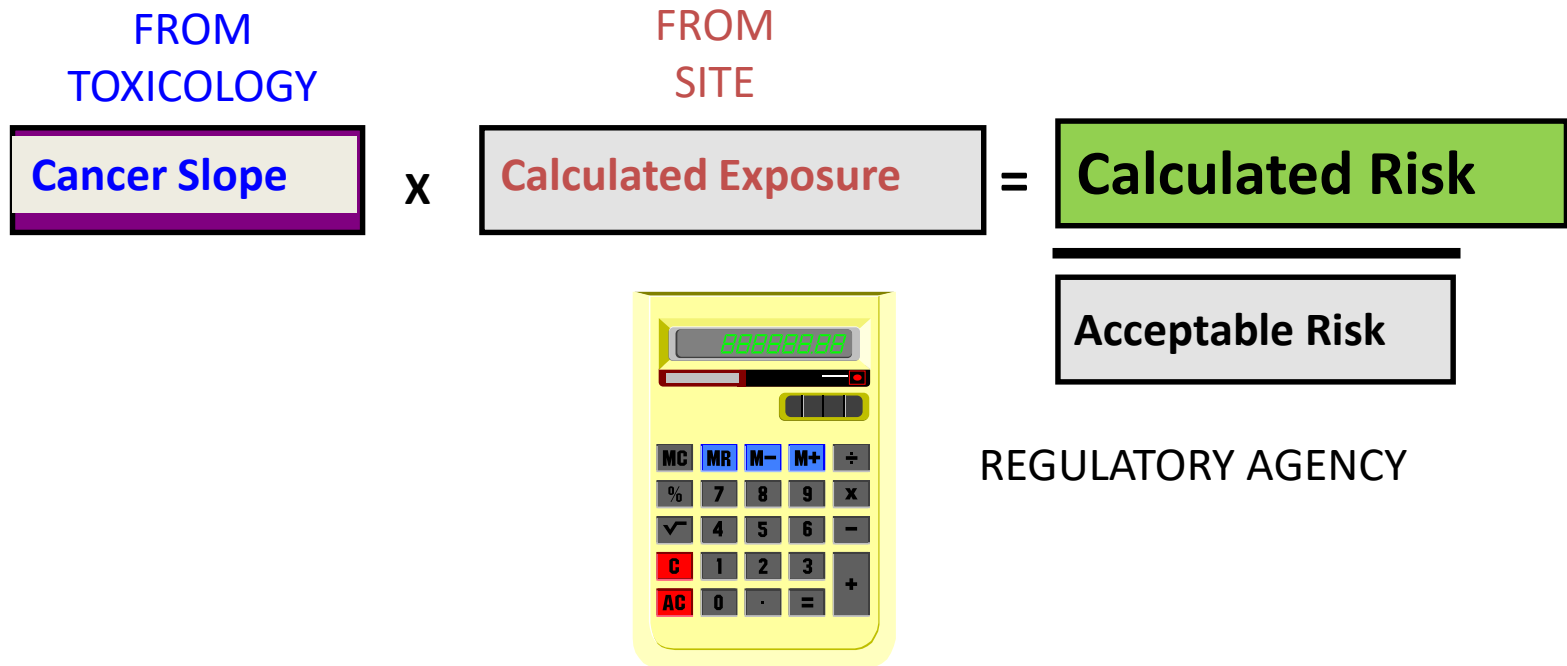 FROM
TOXICOLOGY
FROM
SITE
Cancer Slope
x
Calculated Exposure
=
Calculated Risk
Acceptable Risk
REGULATORY AGENCY
88888888
MC MR M− M+ ÷
% 7 8 9 x
√ 4 5 6 −
C 1 2 3 +
AC 0 · =